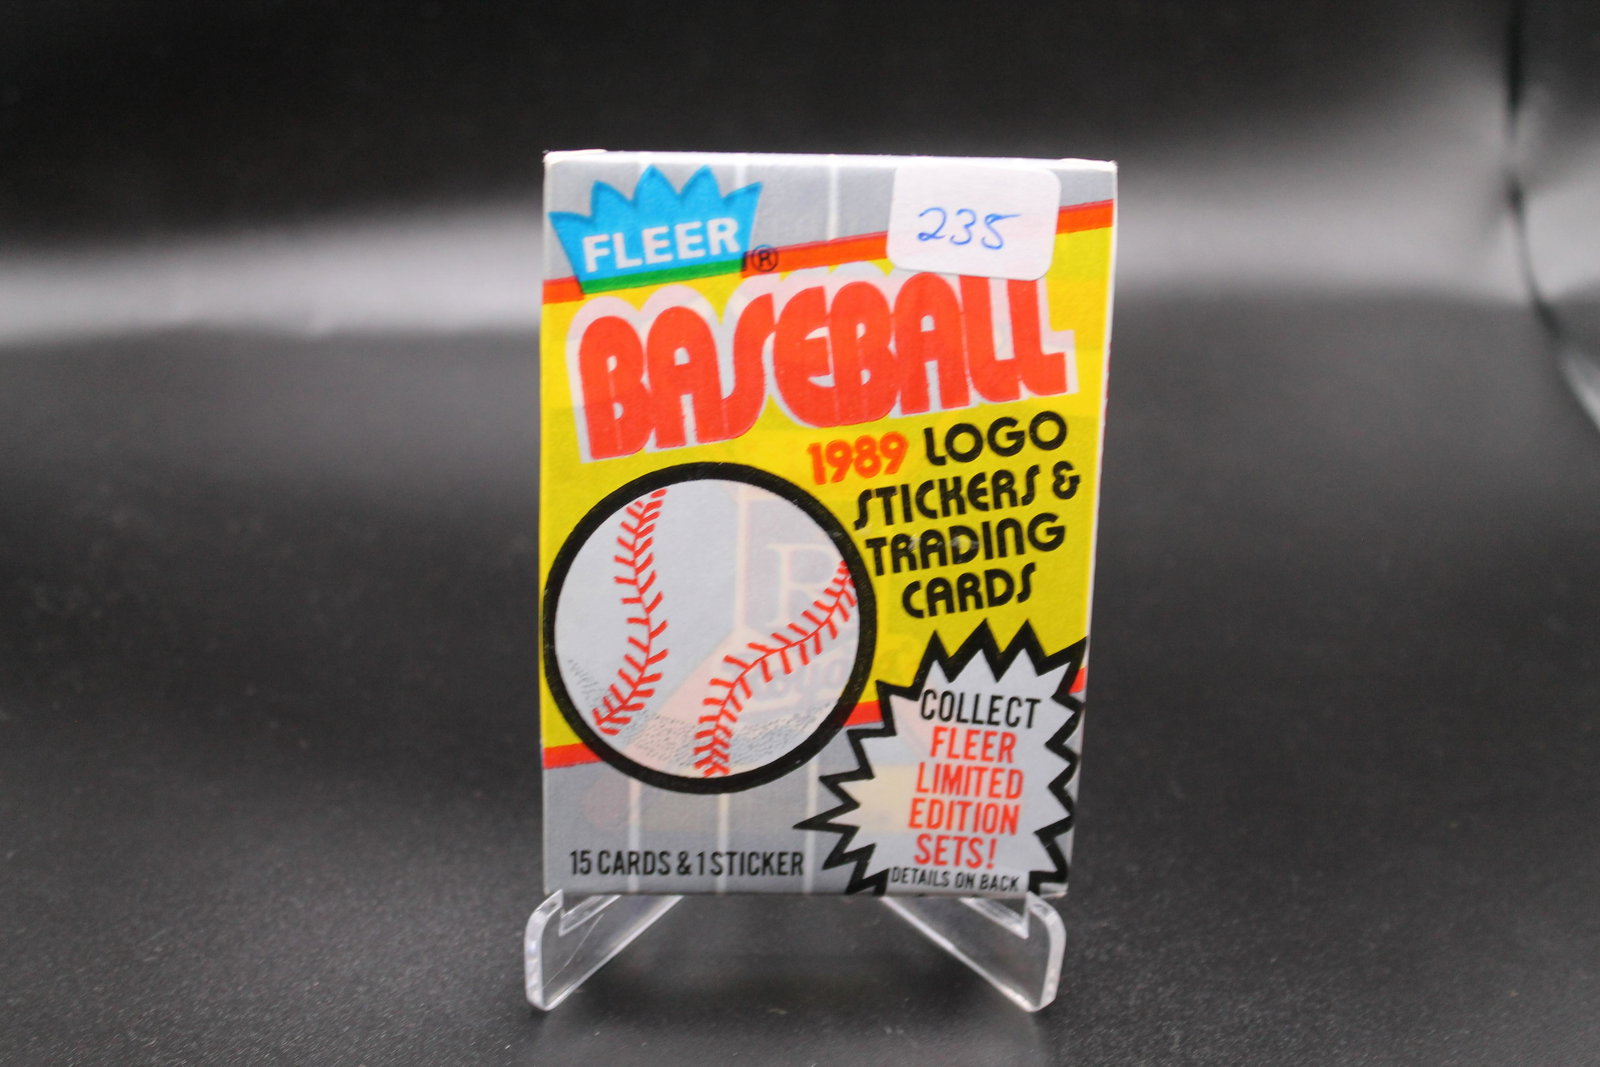 FLEER®
235
BASEBALL
1989 LOGO
STICKERS &
TRADING
CARDS
R
COLLECT
FLEER
LIMITED
EDITION
SETS!
DETAILS ON BACK
15 CARDS & 1 STICKER